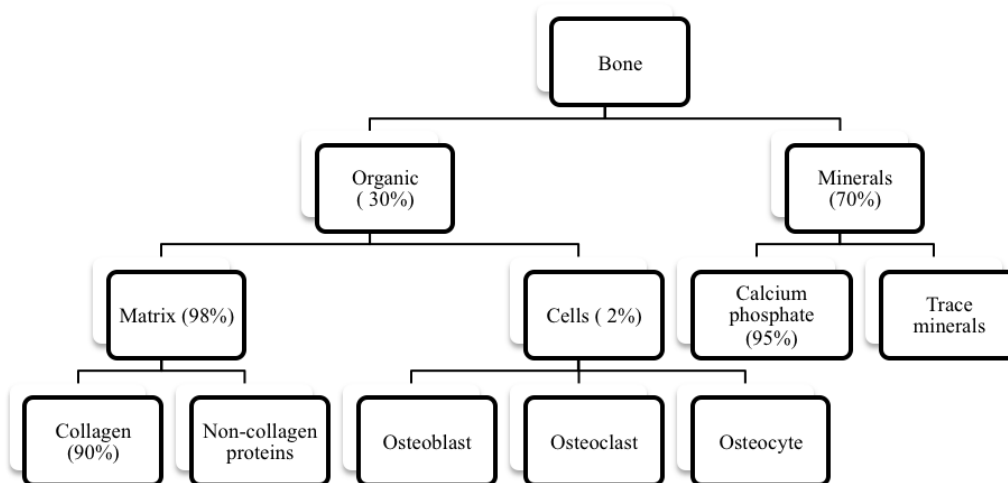 Bone
Organic
( 30%)
Minerals
(70%)
Matrix (98%)
Cells ( 2%)
Calcium
phosphate
(95%)
Trace
minerals
Collagen
(90%)
Non-collagen
proteins
Osteoblast
Osteoclast
Osteocyte